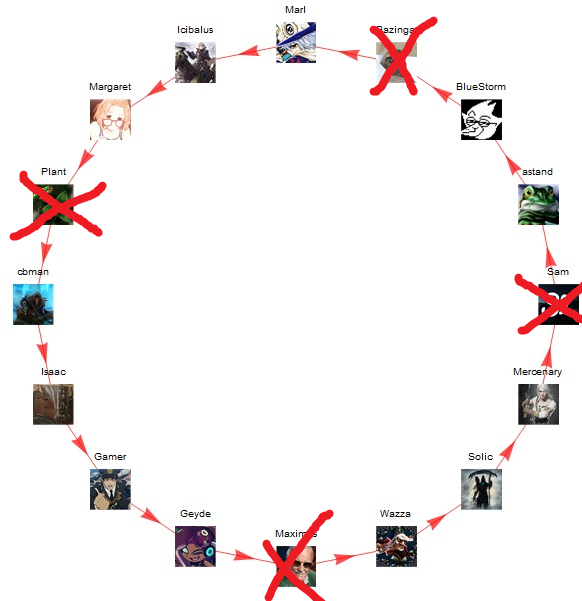 Marl
Icibalus
Bazinga
Margaret
BlueStorm
Plant
astand
cbman
Sam
Isaac
Mercenary
Gamer
Solic
Geyde
Wazza
Maximus